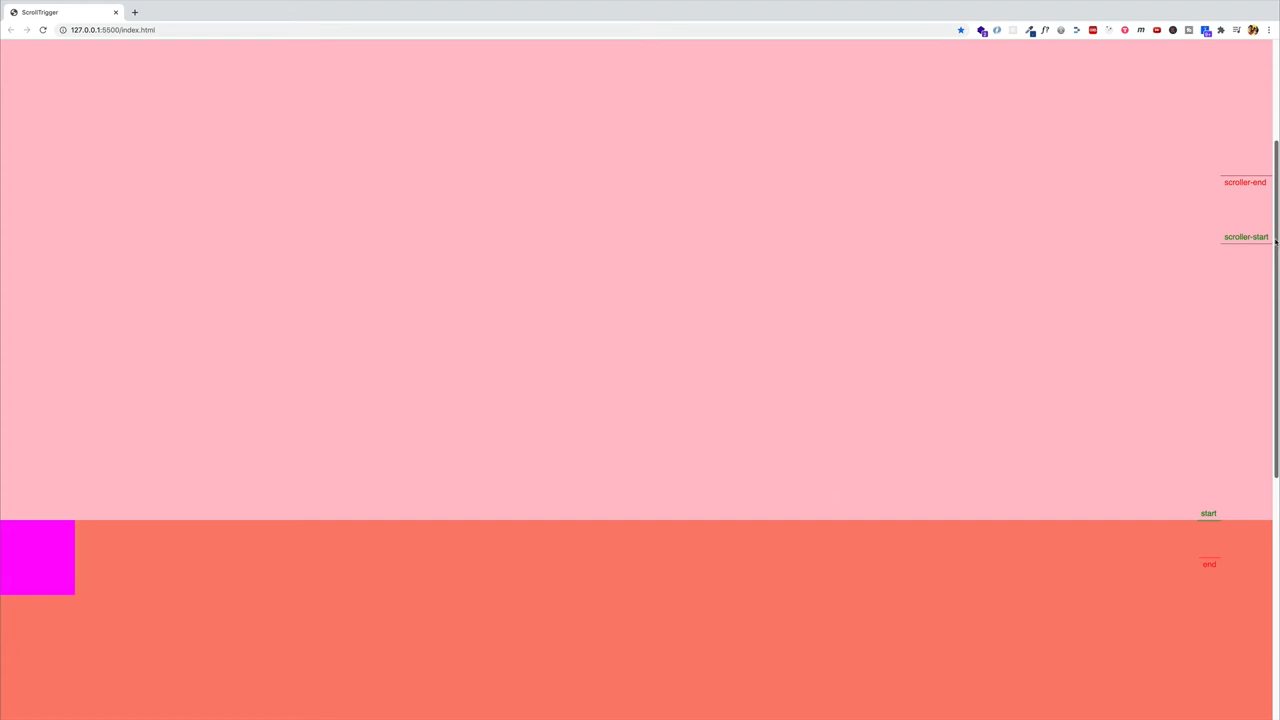 ScrollTrigger
127.0.0.1:5500/index.html
scroller-end
scroller-start
start
end